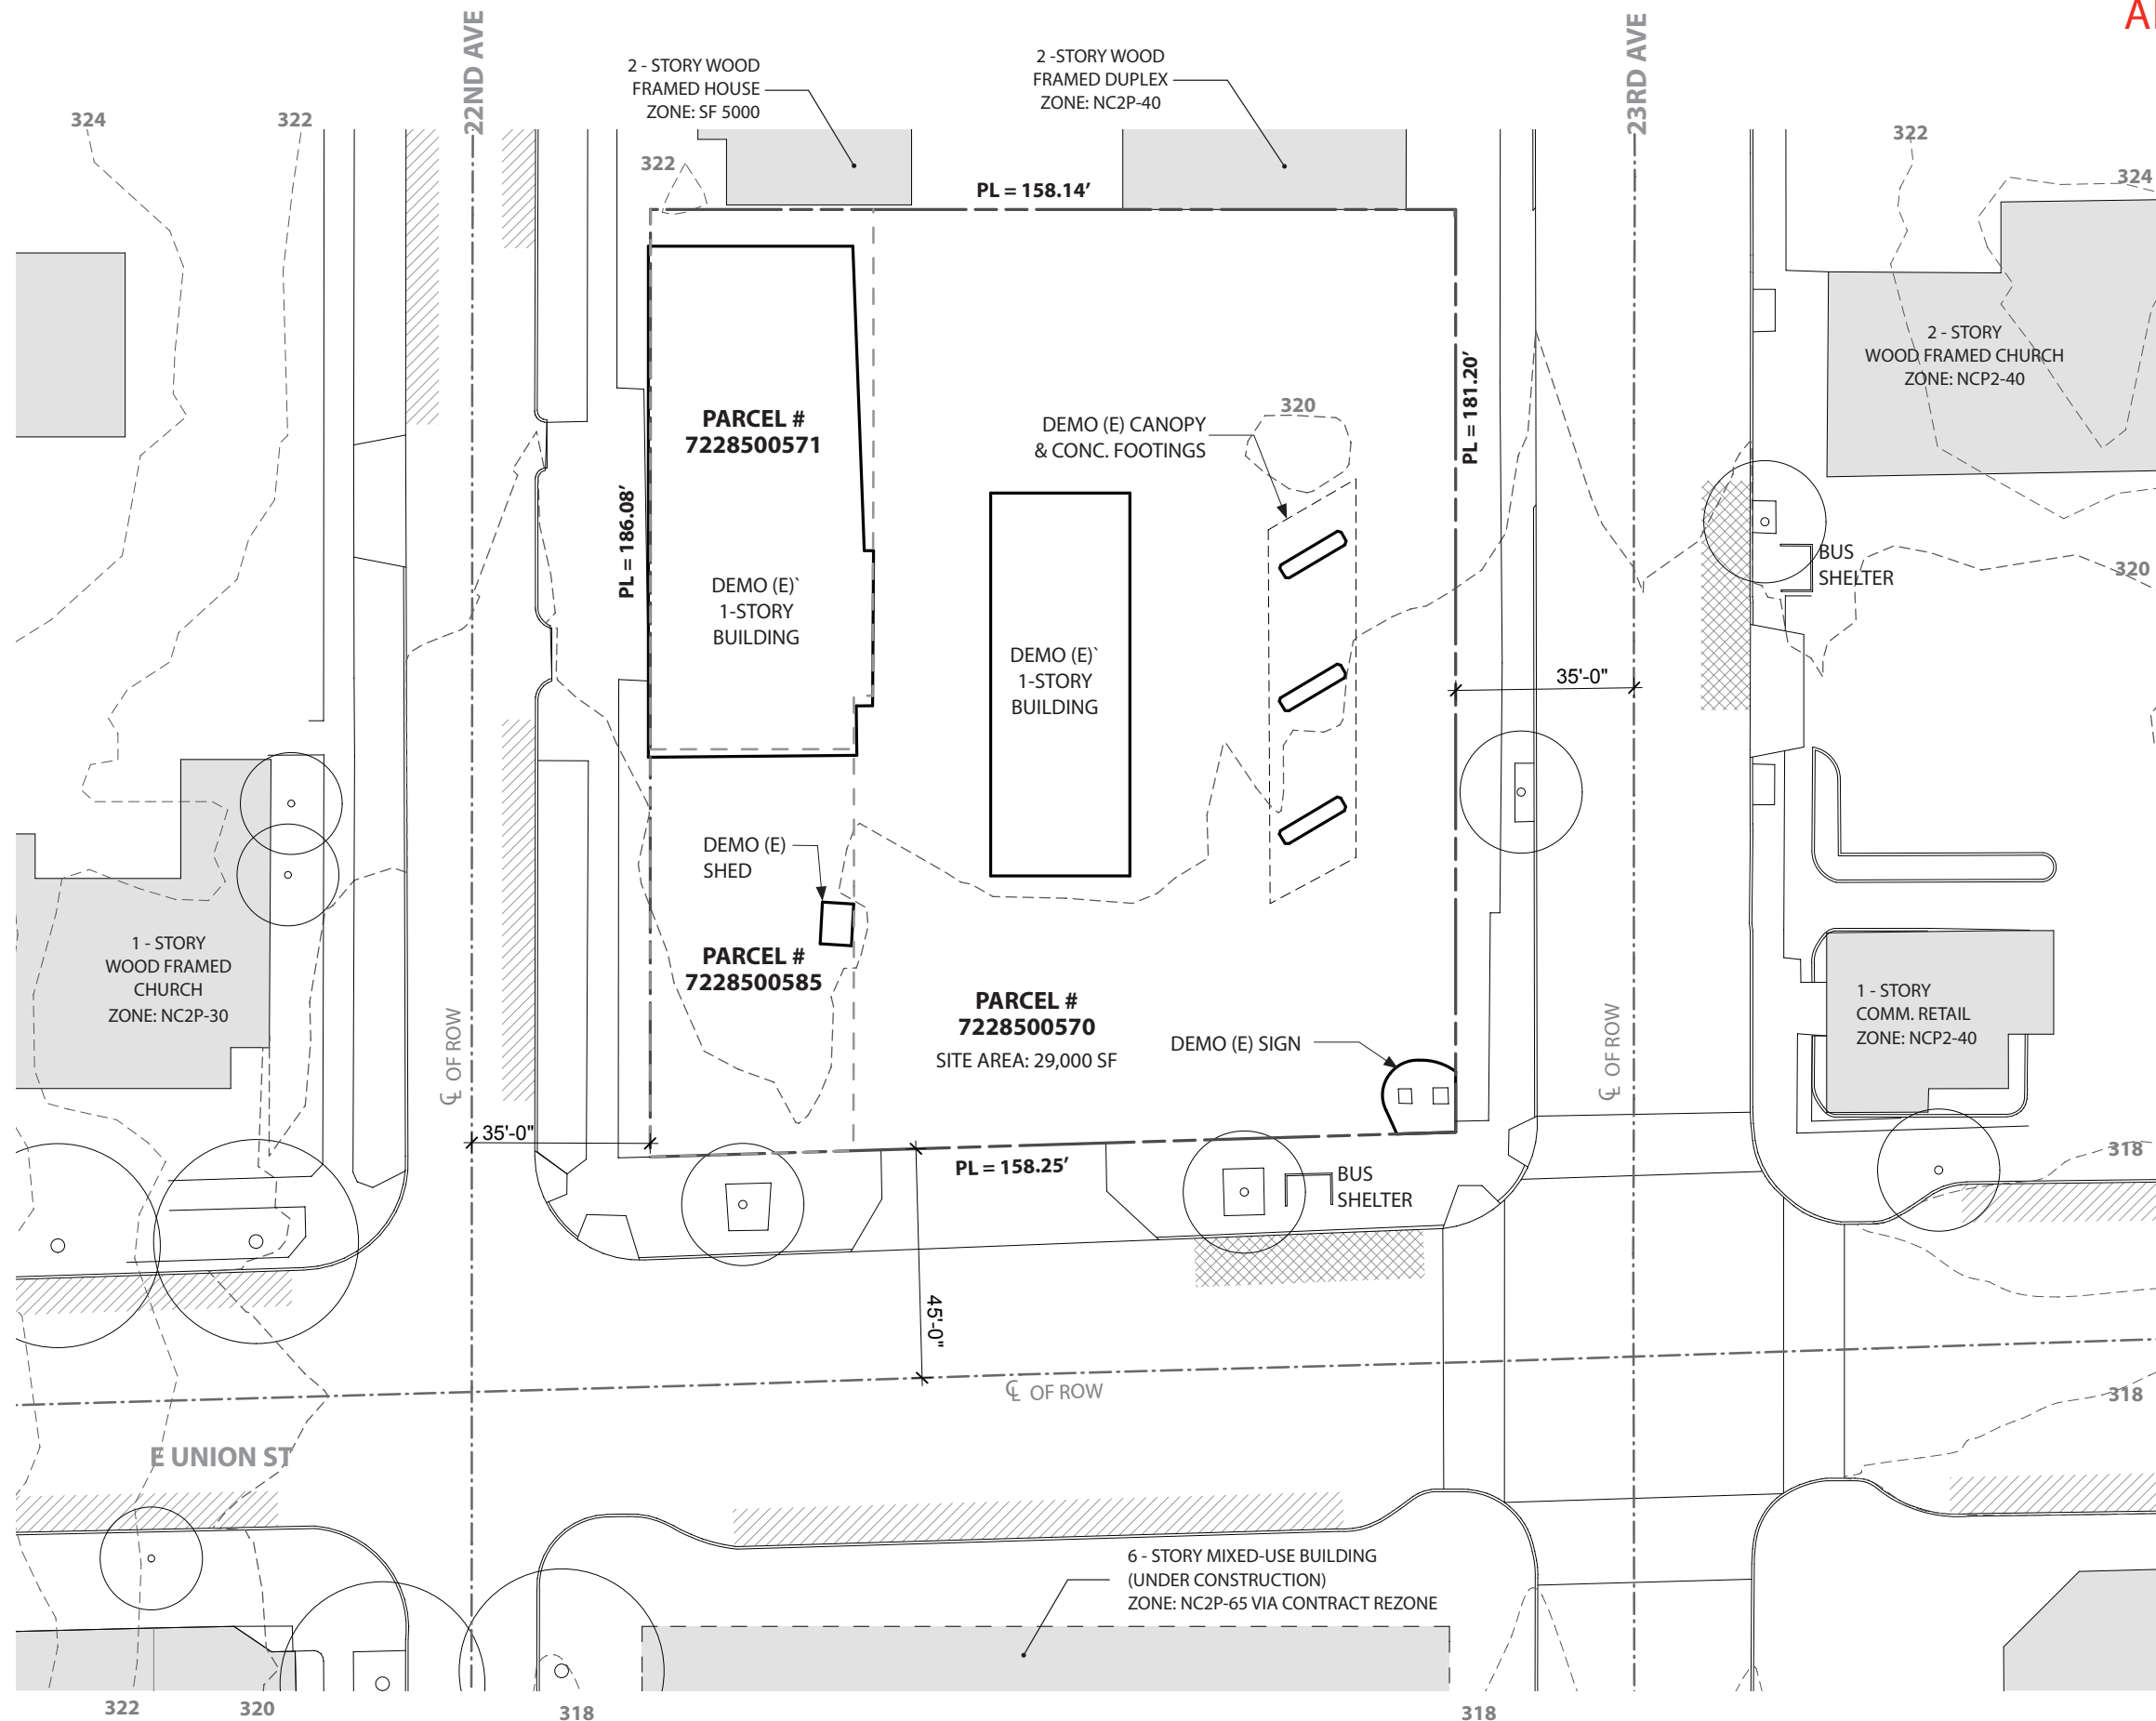 22ND AVE
23RD AVE
2 - STORY WOOD
FRAMED HOUSE
ZONE: SF 5000
2 -STORY WOOD
FRAMED DUPLEX
ZONE: NC2P-40
324
322
322
322
324
PL = 158.14’
2 - STORY
WOOD FRAMED CHURCH
ZONE: NCP2-40
PL = 181.20’
320
DEMO (E) CANOPY
& CONC. FOOTINGS
PARCEL #
7228500571
PL = 186.08’
BUS
SHELTER
320
DEMO (E)`
1-STORY
BUILDING
DEMO (E)`
1-STORY
BUILDING
35'-0"
DEMO (E)
SHED
1 - STORY
WOOD FRAMED
CHURCH
ZONE: NC2P-30
PARCEL #
7228500585
PARCEL #
7228500570
SITE AREA: 29,000 SF
DEMO (E) SIGN
1 - STORY
COMM. RETAIL
ZONE: NCP2-40
℄ OF ROW
℄ OF ROW
35'-0"
PL = 158.25’
BUS
SHELTER
318
45'-0"
℄ OF ROW
318
E UNION ST
6 - STORY MIXED-USE BUILDING
(UNDER CONSTRUCTION)
ZONE: NC2P-65 VIA CONTRACT REZONE
322
320
318
318